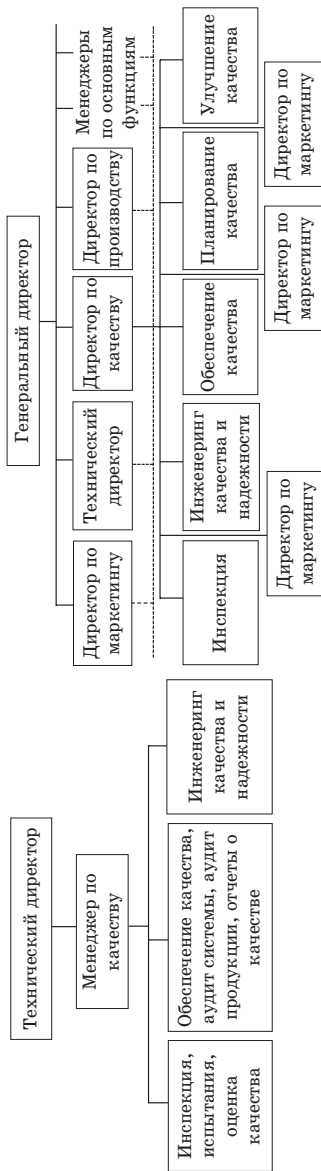 Технический директор
Менеджер по
качеству
Инспекция,
испытания,
оценка
качества
Обеспечение качества,
аудит системы, аудит
продукции, отчеты о
качестве
Инженеринг
качества и
надежности
Генеральный директор
Директор по
маркетингу
Технический
директор
Директор по
качеству
Директор по
производству
Менеджеры
по основным
функциям
Инспекция
Инженеринг
качества и
надежности
Обеспечение
качества
Планирование
качества
Улучшение
качества
Директор по
маркетингу
Директор по
маркетингу
Директор по
маркетингу